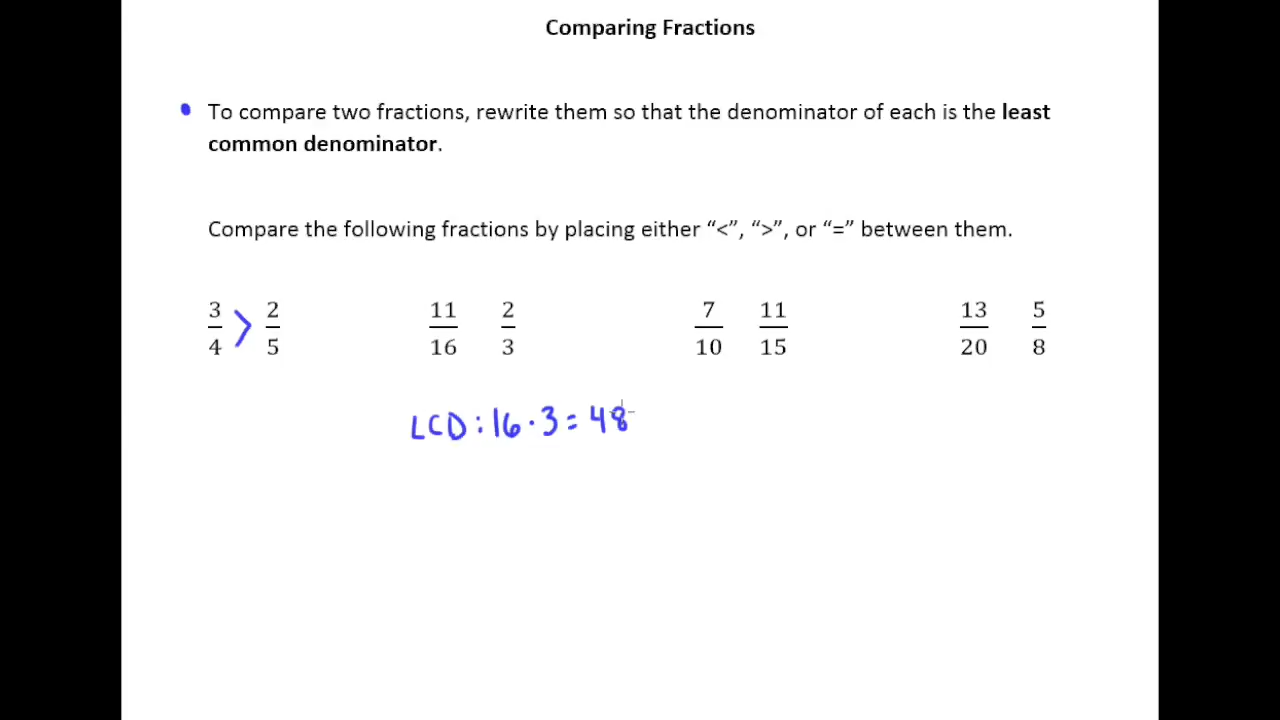 Comparing Fractions
To compare two fractions, rewrite them so that the denominator of each is the least
common denominator.
Compare the following fractions by placing either “<”, “>”, or “=” between them.
3/4 > 2/5 11/16 2/3 7/10 11/15 13/20 5/8
LCD: 16 · 3 = 48